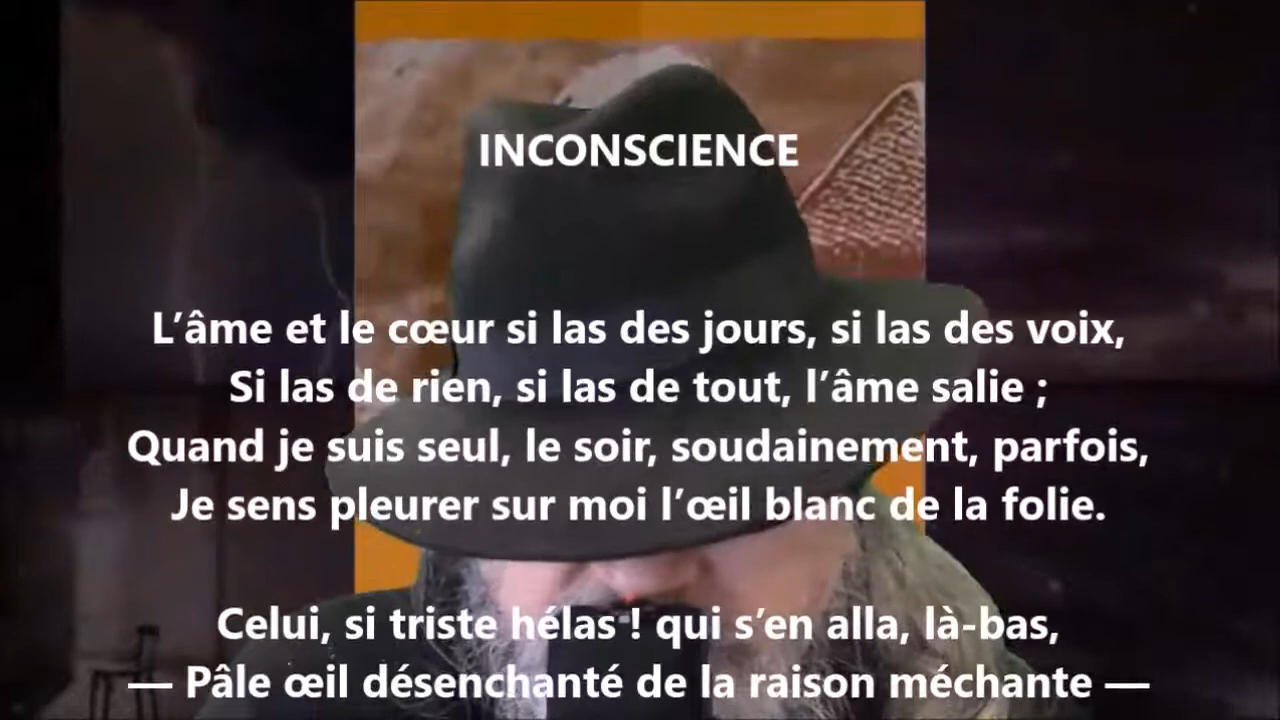 INCONSCIENCE
L’âme et le cœur si las des jours, si las des voix,
Si las de rien, si las de tout, l’âme salie ;
Quand je suis seul, le soir, soudainement, parfois,
Je sens pleurer sur moi l’œil blanc de la folie.
Celui, si triste hélas ! qui s’en alla, là-bas,
— Pâle œil désenchanté de la raison méchante —